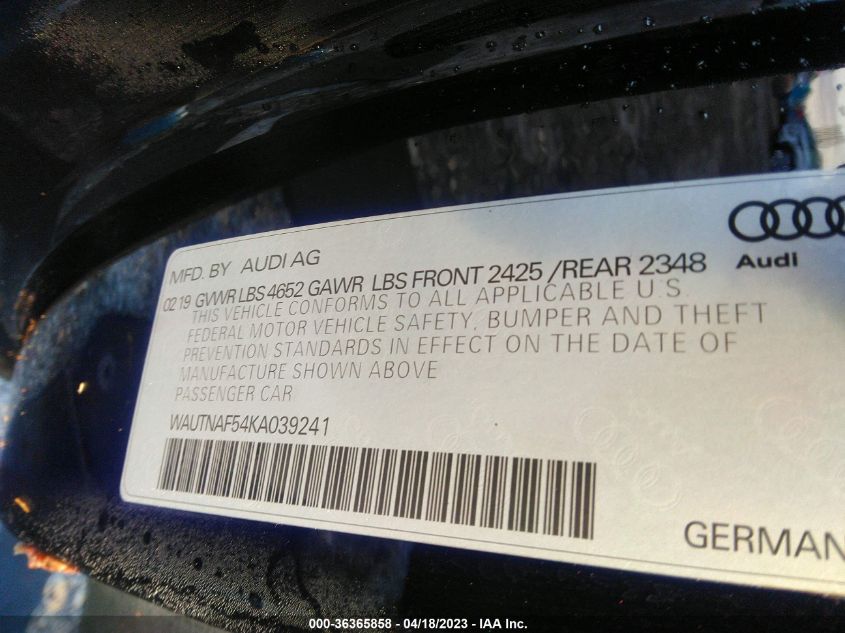 MFD. BY AUDI AG
Audi
02 19 GVWR LBS 4652 GAWR LBS FRONT 2425 /REAR 2348
THIS VEHICLE CONFORMS TO ALL APPLICABLE U.S.
FEDERAL MOTOR VEHICLE SAFETY, BUMPER AND THEFT
PREVENTION STANDARDS IN EFFECT ON THE DATE OF
MANUFACTURE SHOWN ABOVE
PASSENGER CAR
WAUTNAF54KA039241
GERMAN
000-36365858 - 04/18/2023 - IAA Inc.